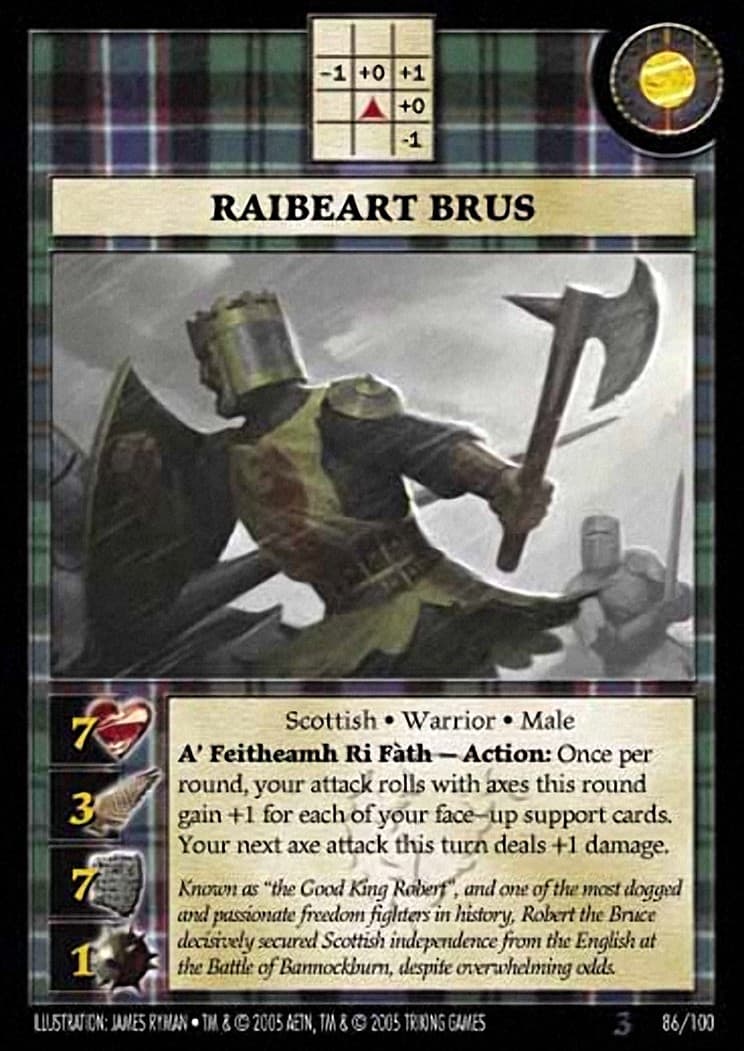 -1 +0 +1
+0
-1
RAIBEART BRUS
Scottish • Warrior • Male
A' Feitheamh Ri Fàth – Action: Once per
round, your attack rolls with axes this round
gain +1 for each of your face-up support cards.
Your next axe attack this turn deals +1 damage.
Known as "the Good King Robert", and one of the most dogged
and passionate freedom fighters in history, Robert the Bruce
decisively secured Scottish independence from the English at
the Battle of Bannockburn, despite overwhelming odds.
7
3
7
1
ILLUSTRATION: JAMES RYMAN • TM & © 2005 AETN, TM & © 2005 TRIKING GAMES
3 86/100